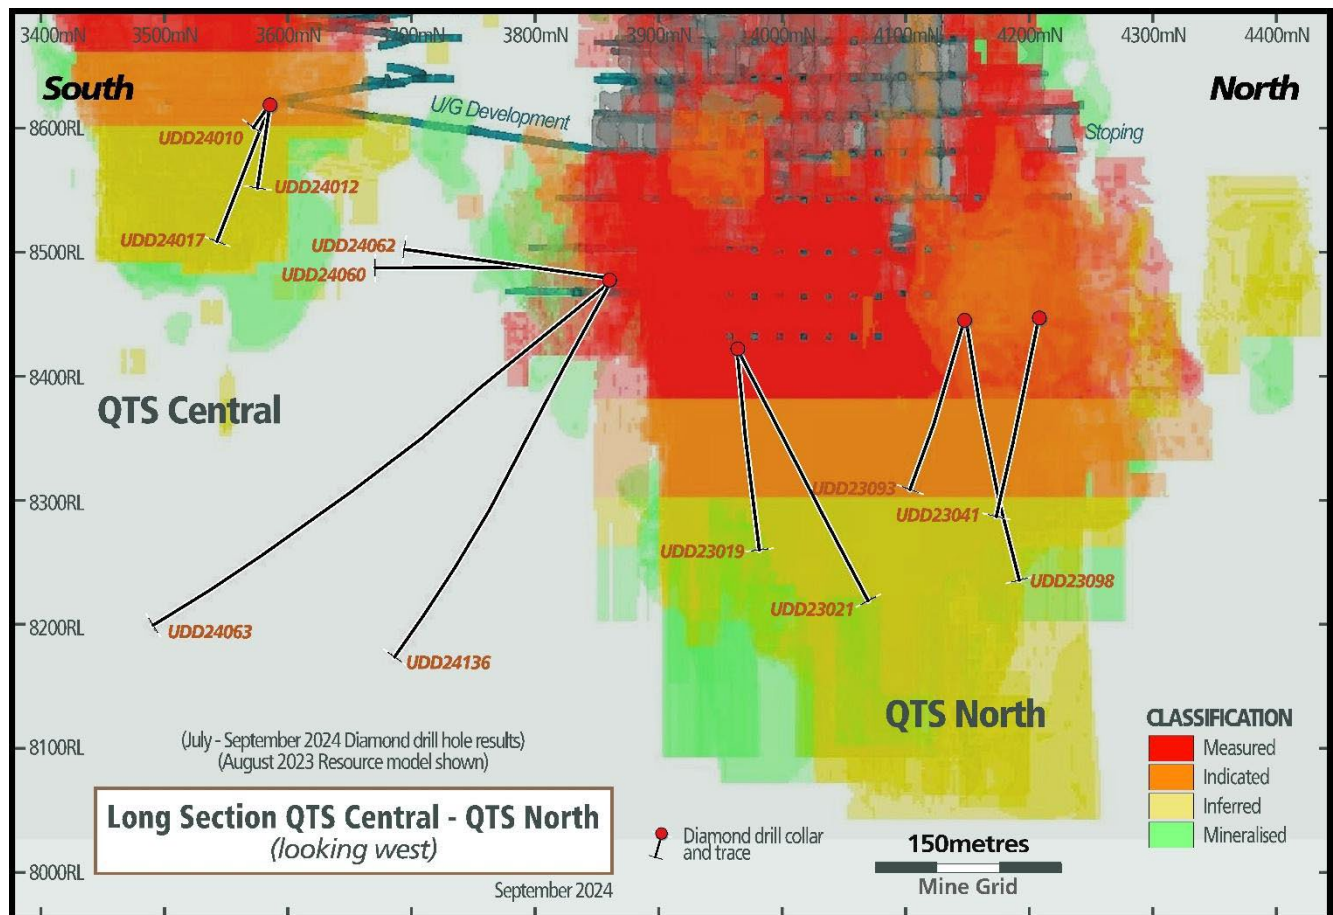 3400mN 3500mN 3600mN 3700mN 3800mN 3900mN 4000mN 4100mN 4200mN 4300mN 4400mN
South
North
U/G Development
Stoping
8600RL
UDD24010
UDD24012
UDD24017
UDD24062
8500RL
UDD24060
8400RL
QTS Central
8300RL
UDD23093
UDD23041
UDD23019
UDD23098
UDD23021
8200RL
UDD24063
UDD24136
QTS North
8100RL
(July - September 2024 Diamond drill hole results)
(August 2023 Resource model shown)
CLASSIFICATION
Measured
Indicated
Inferred
Mineralised
Long Section QTS Central - QTS North
(looking west)
Diamond drill collar
and trace
150metres
Mine Grid
8000RL
September 2024